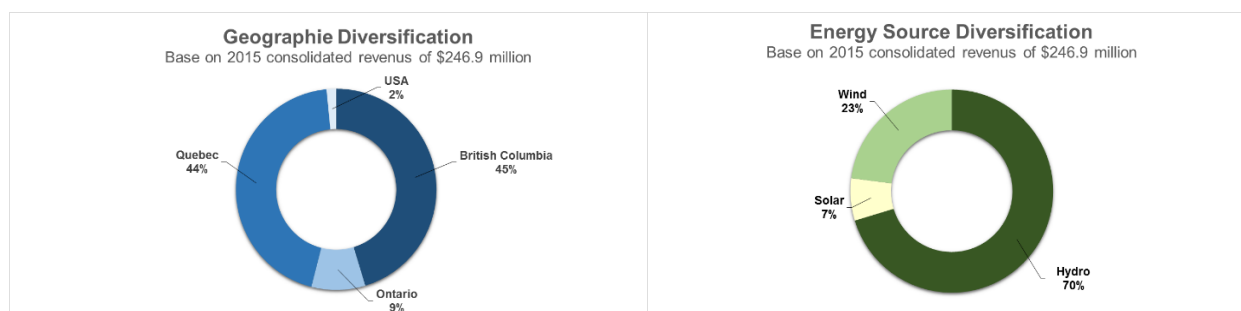 Geographie Diversification
Base on 2015 consolidated revenus of $246.9 million
USA
2%
Quebec
44%
British Columbia
45%
Ontario
9%
Energy Source Diversification
Base on 2015 consolidated revenus of $246.9 million
Wind
23%
Solar
7%
Hydro
70%